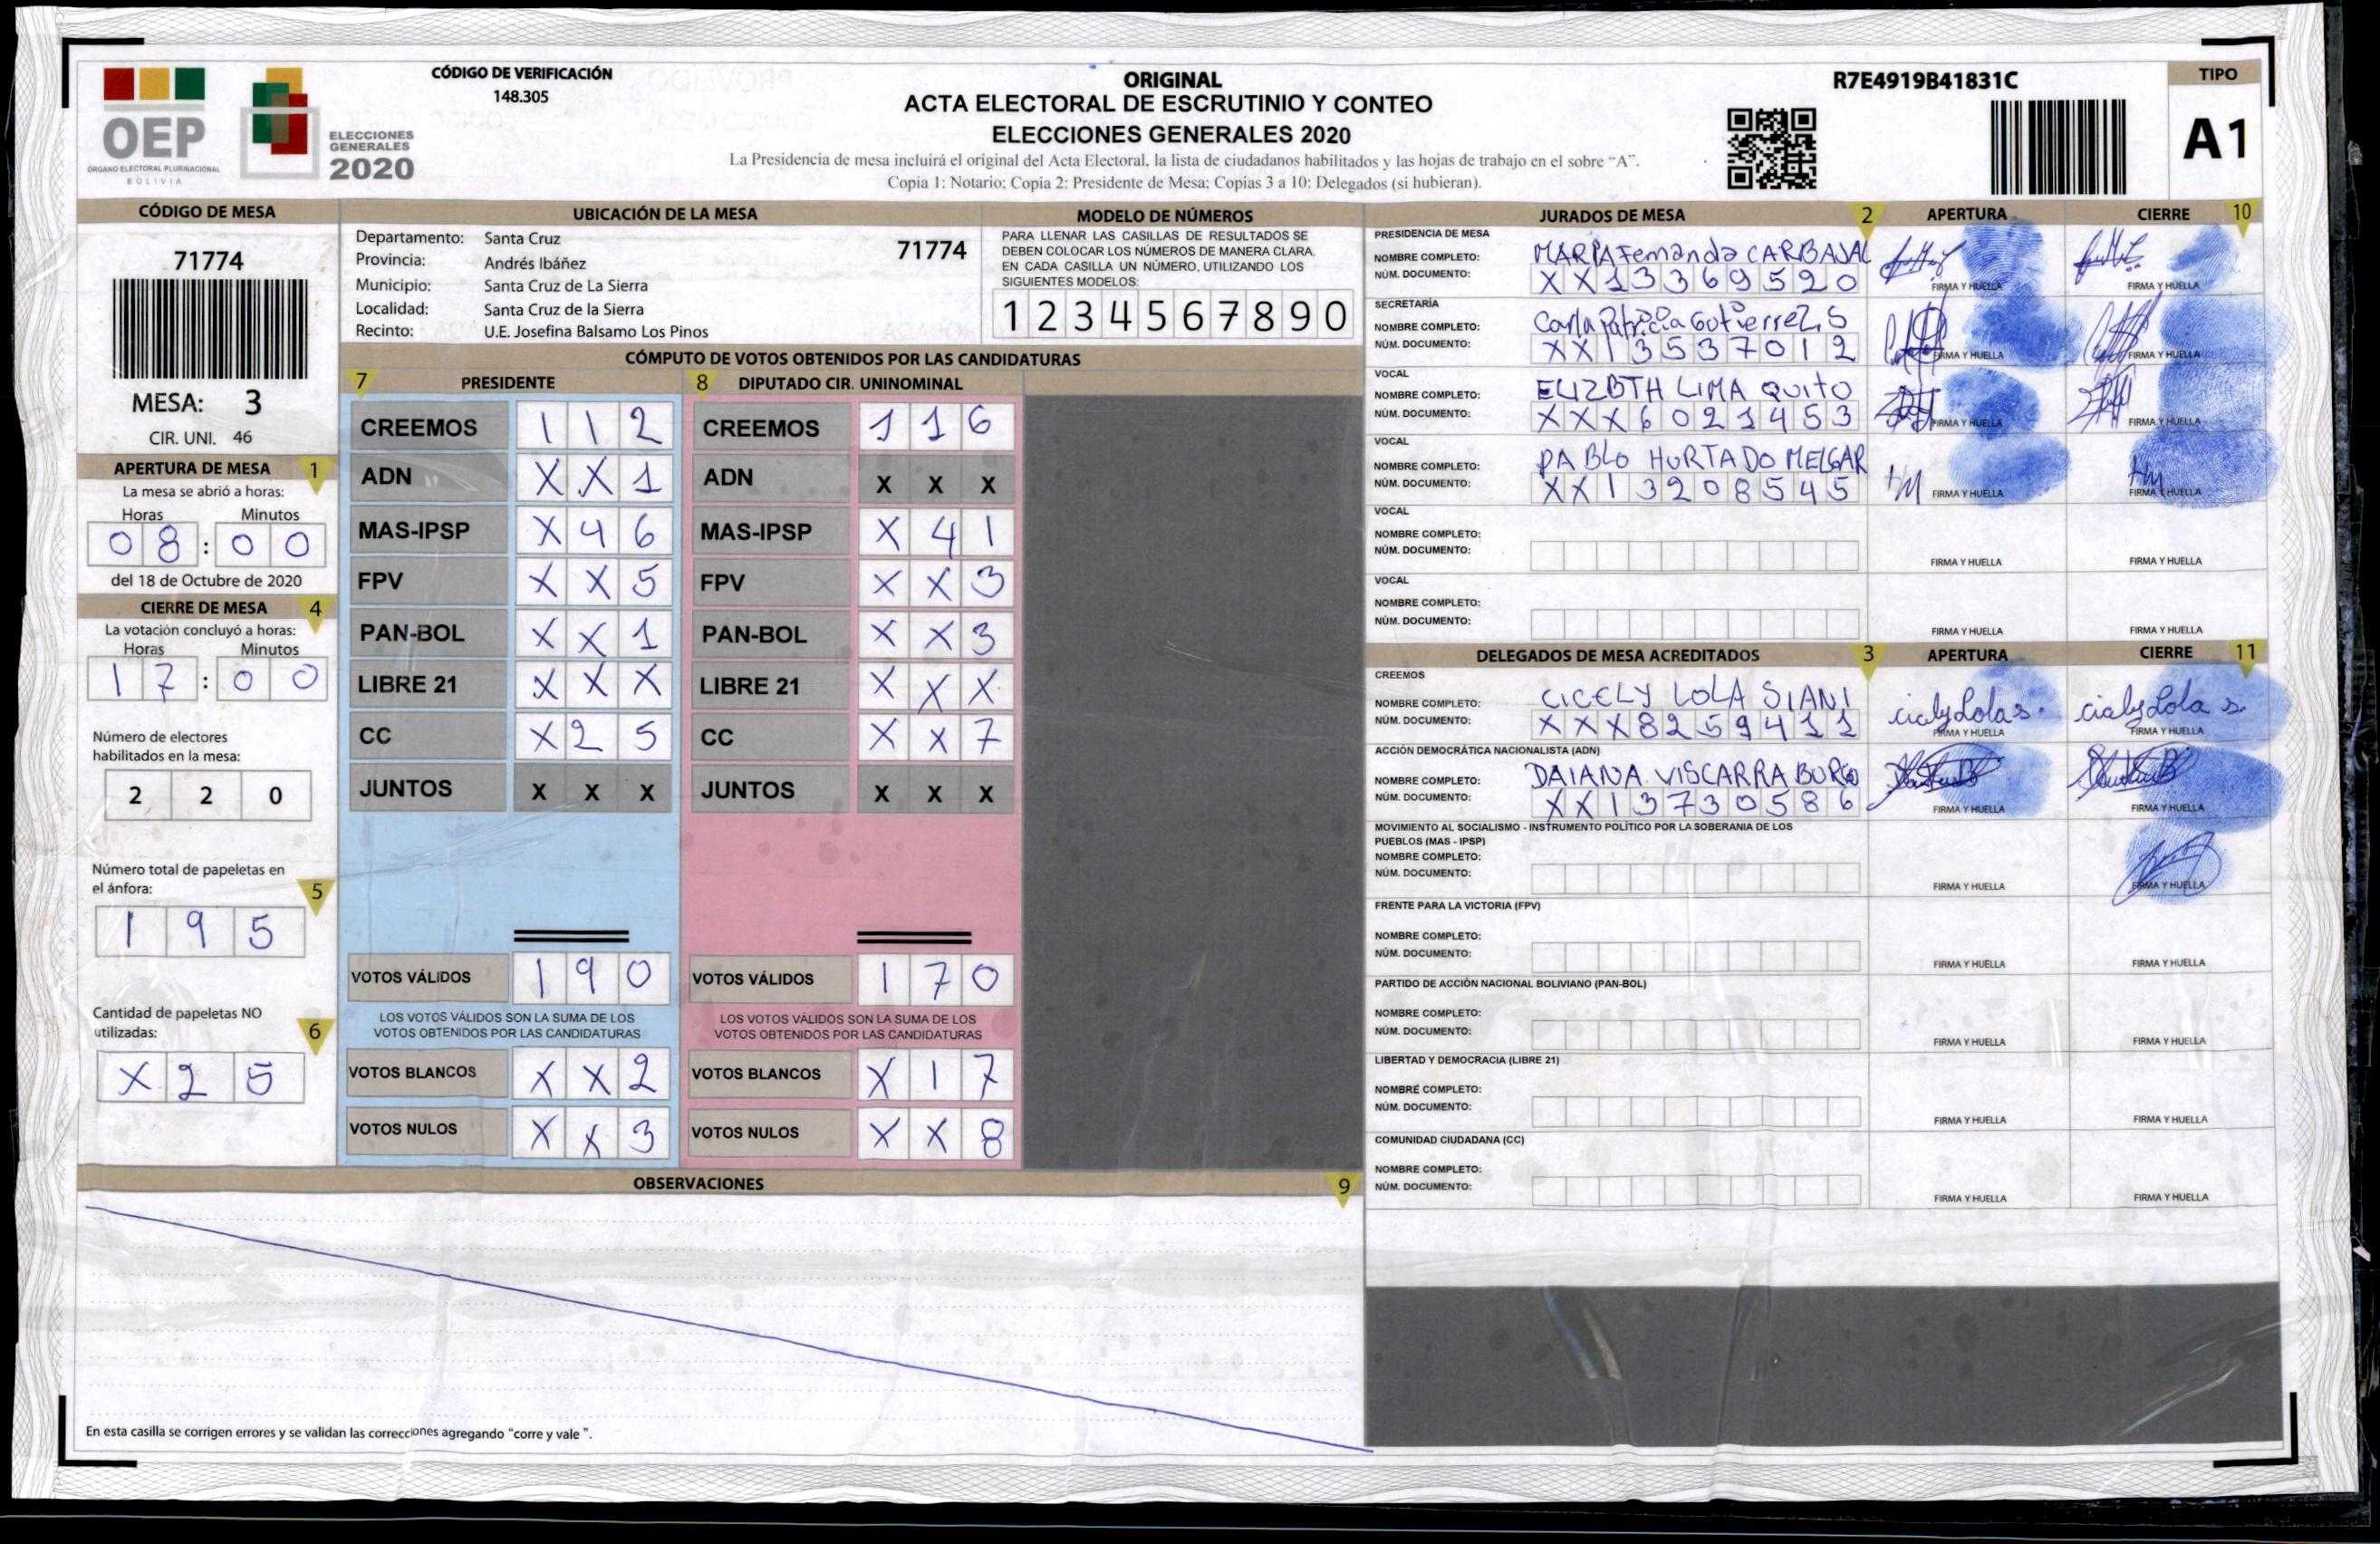 OEP
ÓRGANO ELECTORAL PLURINACIONAL
BOLIVIA
ELECCIONES
GENERALES
2020
CÓDIGO DE VERIFICACIÓN
148.305
ORIGINAL
ACTA ELECTORAL DE ESCRUTINIO Y CONTEO
ELECCIONES GENERALES 2020
La Presidencia de mesa incluirá el original del Acta Electoral, la lista de ciudadanos habilitados y las hojas de trabajo en el sobre “A”.
Copia 1: Notario; Copia 2: Presidente de Mesa; Copias 3 a 10: Delegados (si hubieran).
R7E4919B41831C
TIPO
A1
CÓDIGO DE MESA
71774
MESA: 3
CIR. UNI. 46
APERTURA DE MESA 1
La mesa se abrió a horas:
Horas Minutos
0 8 : 0 0
del 18 de Octubre de 2020
CIERRE DE MESA 4
La votación concluyó a horas:
Horas Minutos
1 7 : 0 0
Número de electores
habilitados en la mesa:
2 2 0
Número total de papeletas en
el ánfora: 5
1 9 5
Cantidad de papeletas NO
utilizadas: 6
X 2 5
UBICACIÓN DE LA MESA
Departamento: Santa Cruz
71774
Provincia: Andrés Ibáñez
Municipio: Santa Cruz de La Sierra
Localidad: Santa Cruz de la Sierra
Recinto: U.E. Josefina Balsamo Los Pinos
MODELO DE NÚMEROS
PARA LLENAR LAS CASILLAS DE RESULTADOS SE
DEBEN COLOCAR LOS NÚMEROS DE MANERA CLARA.
EN CADA CASILLA UN NÚMERO, UTILIZANDO LOS
SIGUIENTES MODELOS:
1 2 3 4 5 6 7 8 9 0
CÓMPUTO DE VOTOS OBTENIDOS POR LAS CANDIDATURAS
7 PRESIDENTE
CREEMOS 1 1 2
ADN X X 1
MAS-IPSP X 4 6
FPV X X 5
PAN-BOL X X 1
LIBRE 21 X X X
CC X 2 5
JUNTOS X X X
VOTOS VÁLIDOS 1 9 0
LOS VOTOS VÁLIDOS SON LA SUMA DE LOS
VOTOS OBTENIDOS POR LAS CANDIDATURAS
VOTOS BLANCOS X X 2
VOTOS NULOS X X 3
8 DIPUTADO CIR. UNINOMINAL
CREEMOS 1 1 6
ADN X X X
MAS-IPSP X 4 1
FPV X X 3
PAN-BOL X X 3
LIBRE 21 X X X
CC X X 7
JUNTOS X X X
VOTOS VÁLIDOS 1 7 0
LOS VOTOS VÁLIDOS SON LA SUMA DE LOS
VOTOS OBTENIDOS POR LAS CANDIDATURAS
VOTOS BLANCOS X 1 7
VOTOS NULOS X X 8
OBSERVACIONES 9
En esta casilla se corrigen errores y se validan las correcciones agregando “corre y vale”.
JURADOS DE MESA 2 APERTURA CIERRE 10
PRESIDENCIA DE MESA
NOMBRE COMPLETO: MARIA Fernanda CARBAJAL
NÚM. DOCUMENTO: X X 1 3 3 6 9 5 2 0
FIRMA Y HUELLA FIRMA Y HUELLA
SECRETARÍA
NOMBRE COMPLETO: Carla Patricia Gutierrez. S
NÚM. DOCUMENTO: X X 1 3 5 3 7 0 1 2
FIRMA Y HUELLA FIRMA Y HUELLA
VOCAL
NOMBRE COMPLETO: ELIZBTH LIMA QUITO
NÚM. DOCUMENTO: X X X 6 0 2 1 4 5 3
FIRMA Y HUELLA FIRMA Y HUELLA
VOCAL
NOMBRE COMPLETO: PABLO HURTADO MELGAR
NÚM. DOCUMENTO: X X 1 3 2 0 8 5 4 5
FIRMA Y HUELLA FIRMA Y HUELLA
VOCAL
NOMBRE COMPLETO:
NÚM. DOCUMENTO:
FIRMA Y HUELLA FIRMA Y HUELLA
VOCAL
NOMBRE COMPLETO:
NÚM. DOCUMENTO:
FIRMA Y HUELLA FIRMA Y HUELLA
DELEGADOS DE MESA ACREDITADOS 3 APERTURA CIERRE 11
CREEMOS
NOMBRE COMPLETO: CICELY LOLA SIANI
NÚM. DOCUMENTO: X X X 8 2 5 9 4 1 1
FIRMA Y HUELLA FIRMA Y HUELLA
ACCIÓN DEMOCRÁTICA NACIONALISTA (ADN)
NOMBRE COMPLETO: DAIANA VISCARRA BURGO
NÚM. DOCUMENTO: X X 1 3 7 3 0 5 8 6
FIRMA Y HUELLA FIRMA Y HUELLA
MOVIMIENTO AL SOCIALISMO - INSTRUMENTO POLÍTICO POR LA SOBERANIA DE LOS
PUEBLOS (MAS - IPSP)
NOMBRE COMPLETO:
NÚM. DOCUMENTO:
FIRMA Y HUELLA FIRMA Y HUELLA
FRENTE PARA LA VICTORIA (FPV)
NOMBRE COMPLETO:
NÚM. DOCUMENTO:
FIRMA Y HUELLA FIRMA Y HUELLA
PARTIDO DE ACCIÓN NACIONAL BOLIVIANO (PAN-BOL)
NOMBRE COMPLETO:
NÚM. DOCUMENTO:
FIRMA Y HUELLA FIRMA Y HUELLA
LIBERTAD Y DEMOCRACIA (LIBRE 21)
NOMBRE COMPLETO:
NÚM. DOCUMENTO:
FIRMA Y HUELLA FIRMA Y HUELLA
COMUNIDAD CIUDADANA (CC)
NOMBRE COMPLETO:
NÚM. DOCUMENTO:
FIRMA Y HUELLA FIRMA Y HUELLA